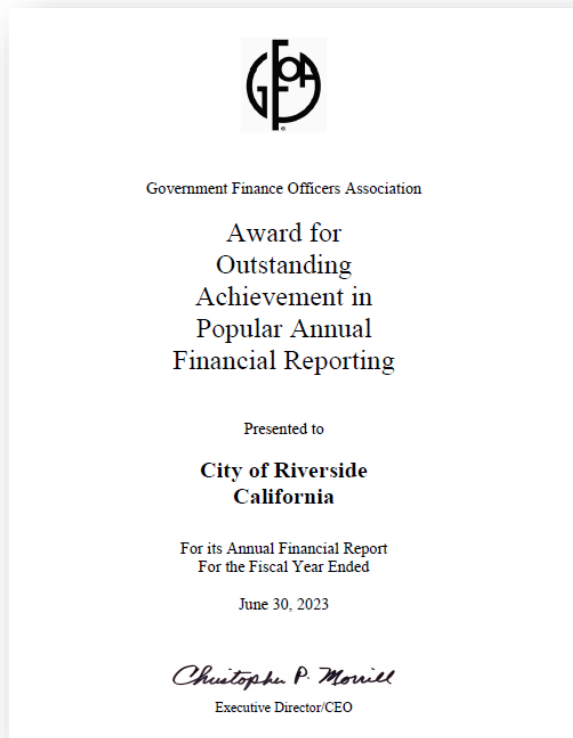 GFOA
Government Finance Officers Association
Award for
Outstanding
Achievement in
Popular Annual
Financial Reporting
Presented to
City of Riverside
California
For its Annual Financial Report
For the Fiscal Year Ended
June 30, 2023
Christopher P. Morrill
Executive Director/CEO